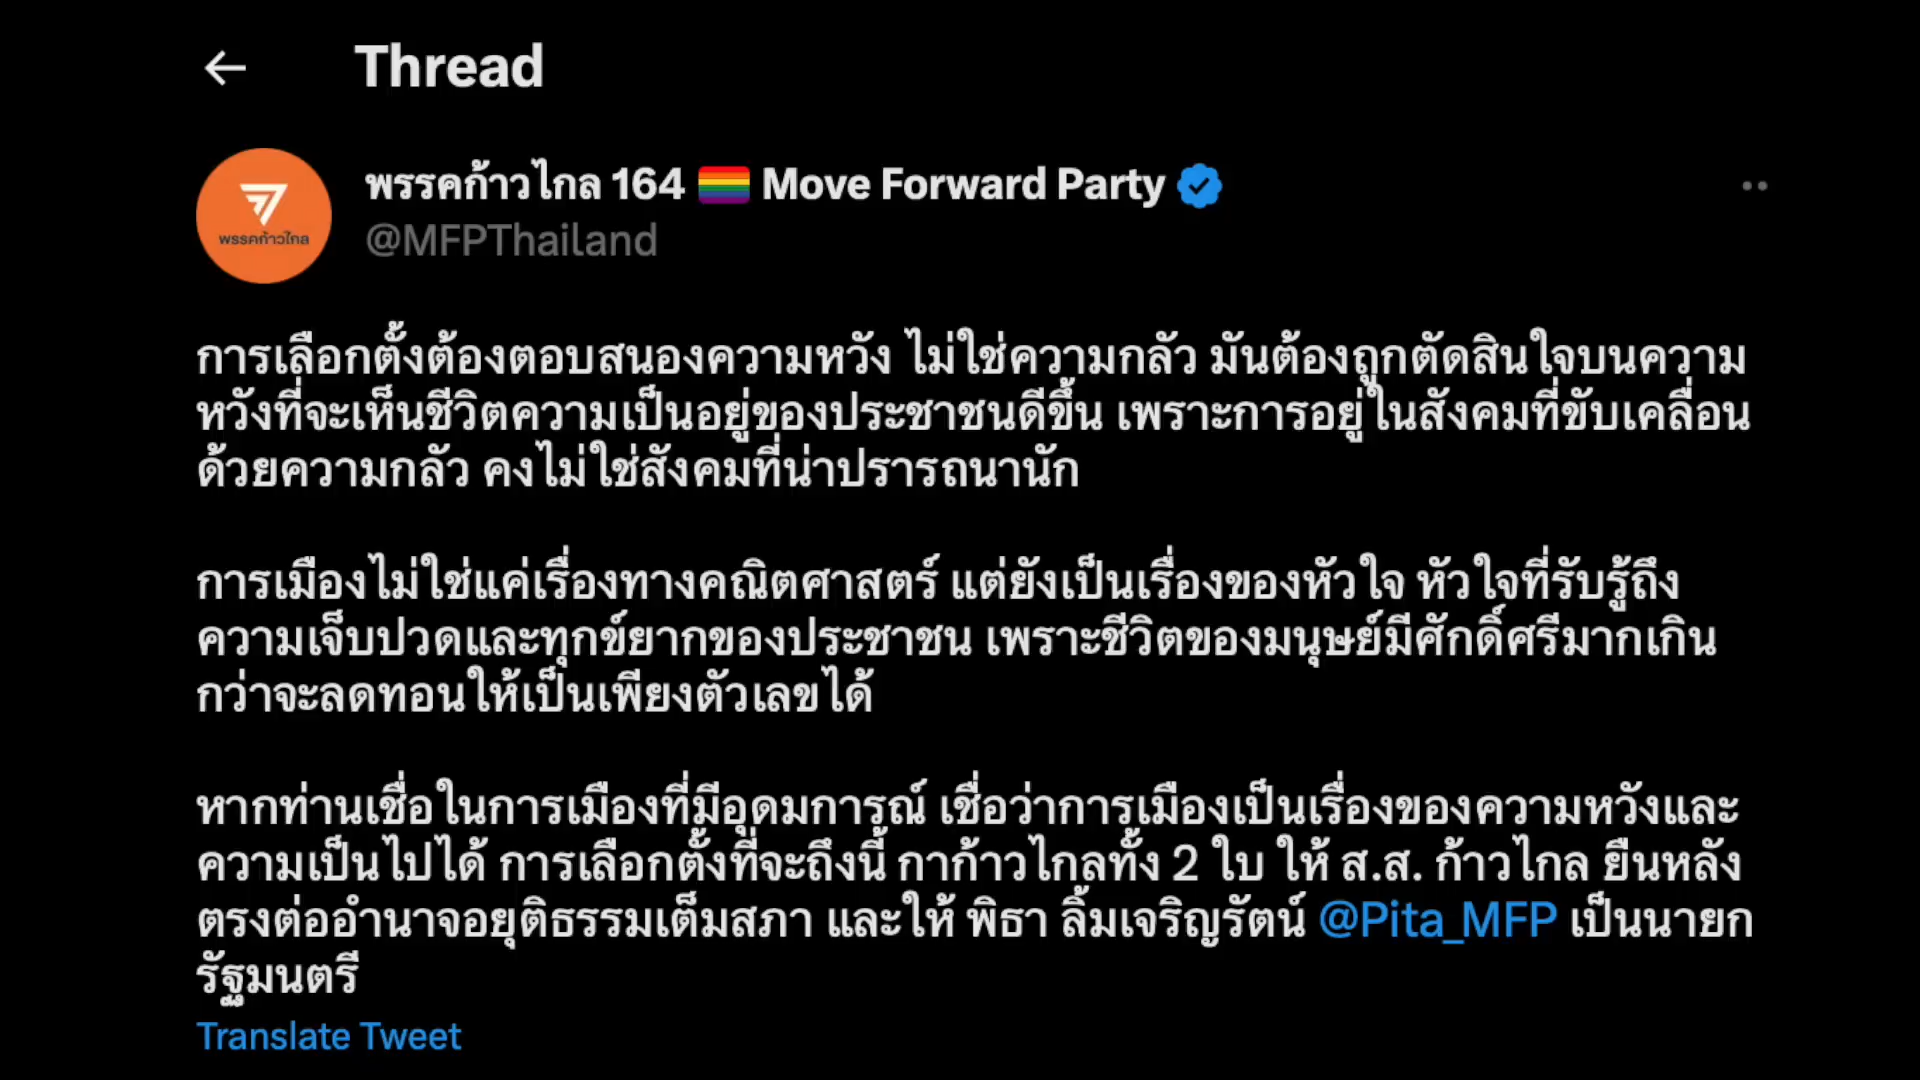 Thread
พรรคก้าวไกล 164 🏳️‍🌈 Move Forward Party
@MFPThailand
พรรคก้าวไกล
การเลือกตั้งต้องตอบสนองความหวัง ไม่ใช่ความกลัว มันต้องถูกตัดสินใจบนความ
หวังที่จะเห็นชีวิตความเป็นอยู่ของประชาชนดีขึ้น เพราะการอยู่ในสังคมที่ขับเคลื่อน
ด้วยความกลัว คงไม่ใช่สังคมที่น่าปรารถนานัก
การเมืองไม่ใช่แค่เรื่องทางคณิตศาสตร์ แต่ยังเป็นเรื่องของหัวใจ หัวใจที่รับรู้ถึง
ความเจ็บปวดและทุกข์ยากของประชาชน เพราะชีวิตของมนุษย์มีศักดิ์ศรีมากเกิน
กว่าจะลดทอนให้เป็นเพียงตัวเลขได้
หากท่านเชื่อในการเมืองที่มีอุดมการณ์ เชื่อว่าการเมืองเป็นเรื่องของความหวังและ
ความเป็นไปได้ การเลือกตั้งที่จะถึงนี้ กาก้าวไกลทั้ง 2 ใบ ให้ ส.ส. ก้าวไกล ยืนหลัง
ตรงต่ออำนาจอยุติธรรมเต็มสภา และให้ พิธา ลิ้มเจริญรัตน์ @Pita_MFP เป็นนายก
รัฐมนตรี
Translate Tweet